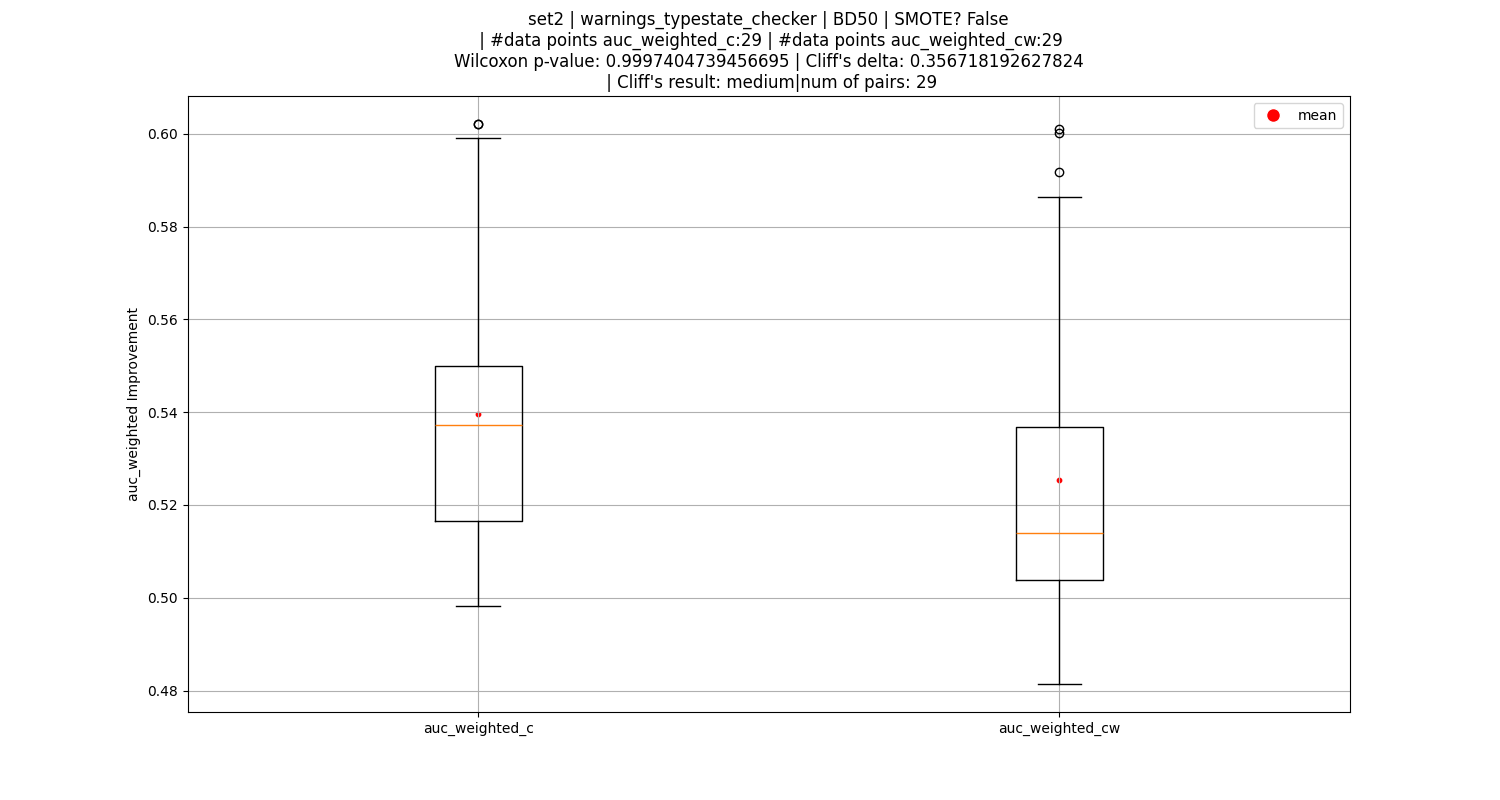 set2 | warnings_typestate_checker | BD50 | SMOTE? False
| #data points auc_weighted_c:29 | #data points auc_weighted_cw:29
Wilcoxon p-value: 0.9997404739456695 | Cliff's delta: 0.356718192627824
| Cliff's result: medium|num of pairs: 29
mean
0.60
0.58
0.56
0.54
0.52
0.50
0.48
auc_weighted Improvement
auc_weighted_c
auc_weighted_cw